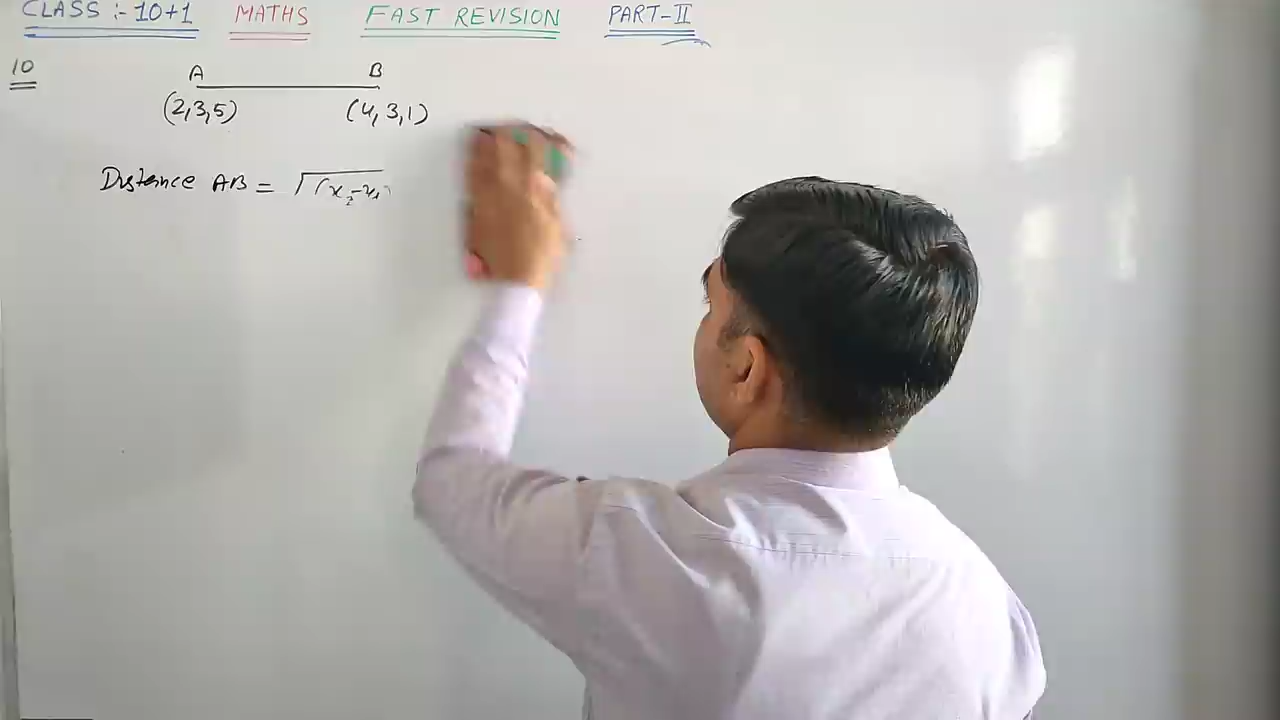 CLASS :- 10+1 MATHS FAST REVISION PART-II
10
A B
(2,3,5) (4,3,1)
Distance AB = √(x₂-x₁)